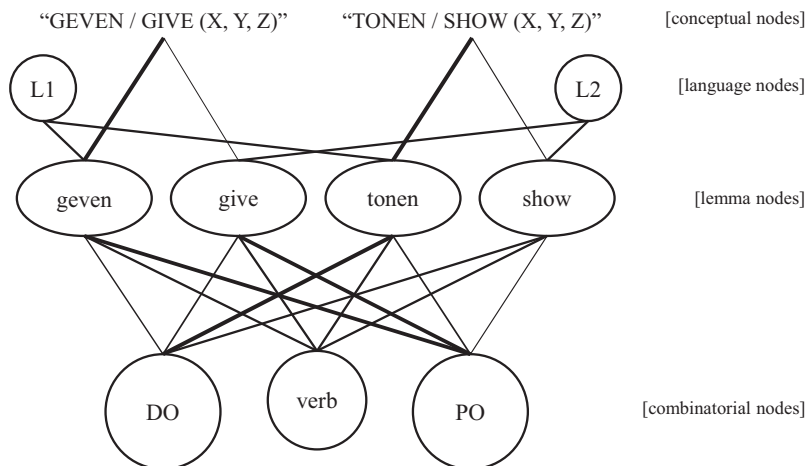 “GEVEN / GIVE (X, Y, Z)” “TONEN / SHOW (X, Y, Z)” [conceptual nodes]
L1 L2 [language nodes]
geven give tonen show [lemma nodes]
DO verb PO [combinatorial nodes]